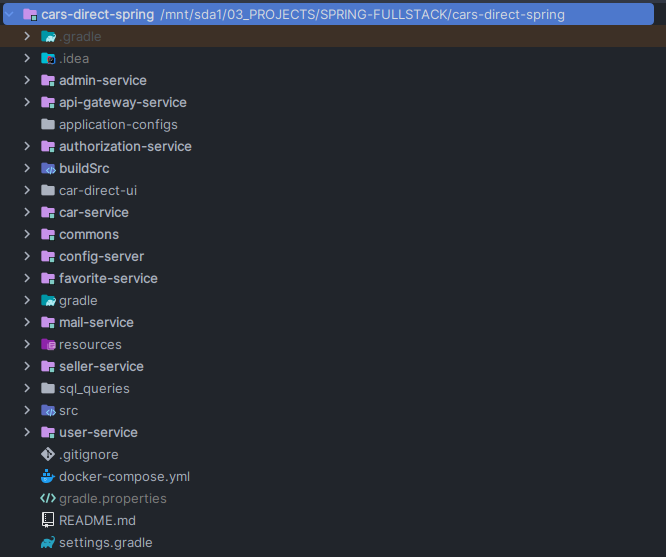 cars-direct-spring /mnt/sda1/03_PROJECTS/SPRING-FULLSTACK/cars-direct-spring
.gradle
.idea
admin-service
api-gateway-service
application-configs
authorization-service
buildSrc
car-direct-ui
car-service
commons
config-server
favorite-service
gradle
mail-service
resources
seller-service
sql_queries
src
user-service
.gitignore
docker-compose.yml
gradle.properties
README.md
settings.gradle